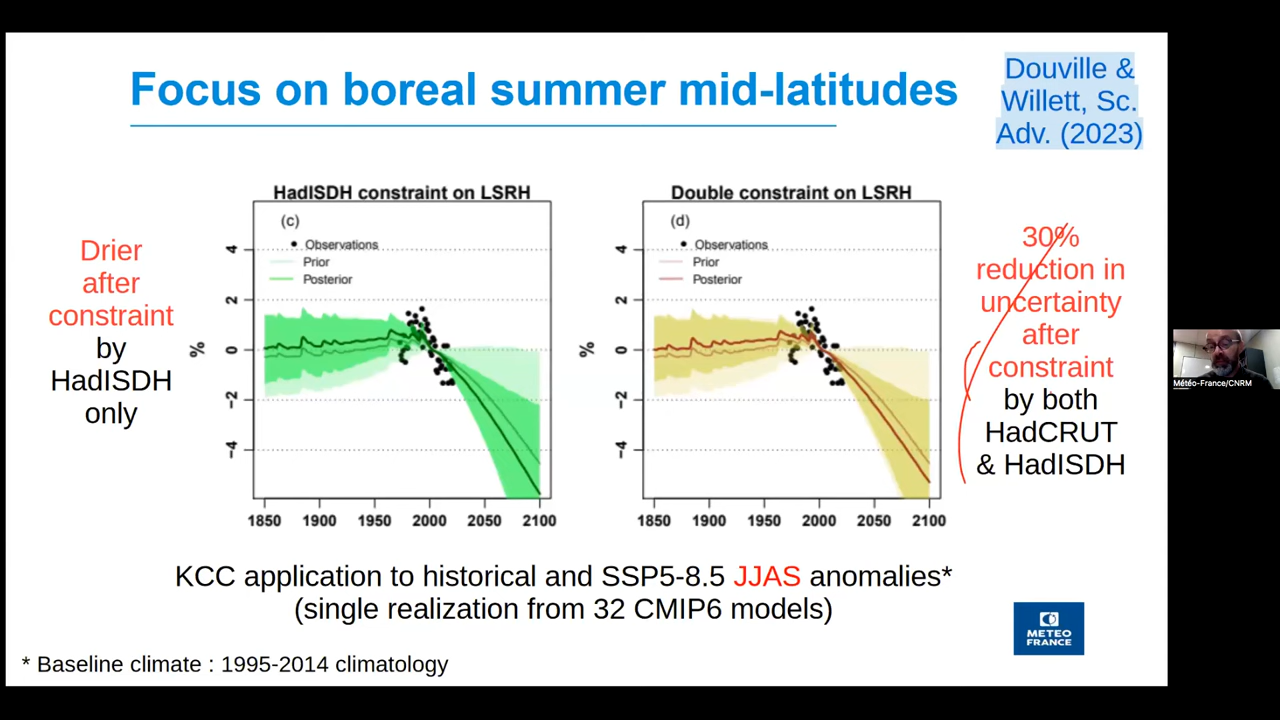 Focus on boreal summer mid-latitudes
Douville &
Willett, Sc.
Adv. (2023)
Drier
after
constraint
by
HadISDH
only
HadISDH constraint on LSRH
(c)
Observations
Prior
Posterior
%
4
2
0
−2
−4
1850 1900 1950 2000 2050 2100
Double constraint on LSRH
(d)
Observations
Prior
Posterior
%
4
2
0
−2
−4
1850 1900 1950 2000 2050 2100
30%
reduction in
uncertainty
after
constraint
by both
HadCRUT
& HadISDH
Météo-France/CNRM
KCC application to historical and SSP5-8.5 JJAS anomalies*
(single realization from 32 CMIP6 models)
METEO
FRANCE
* Baseline climate : 1995-2014 climatology